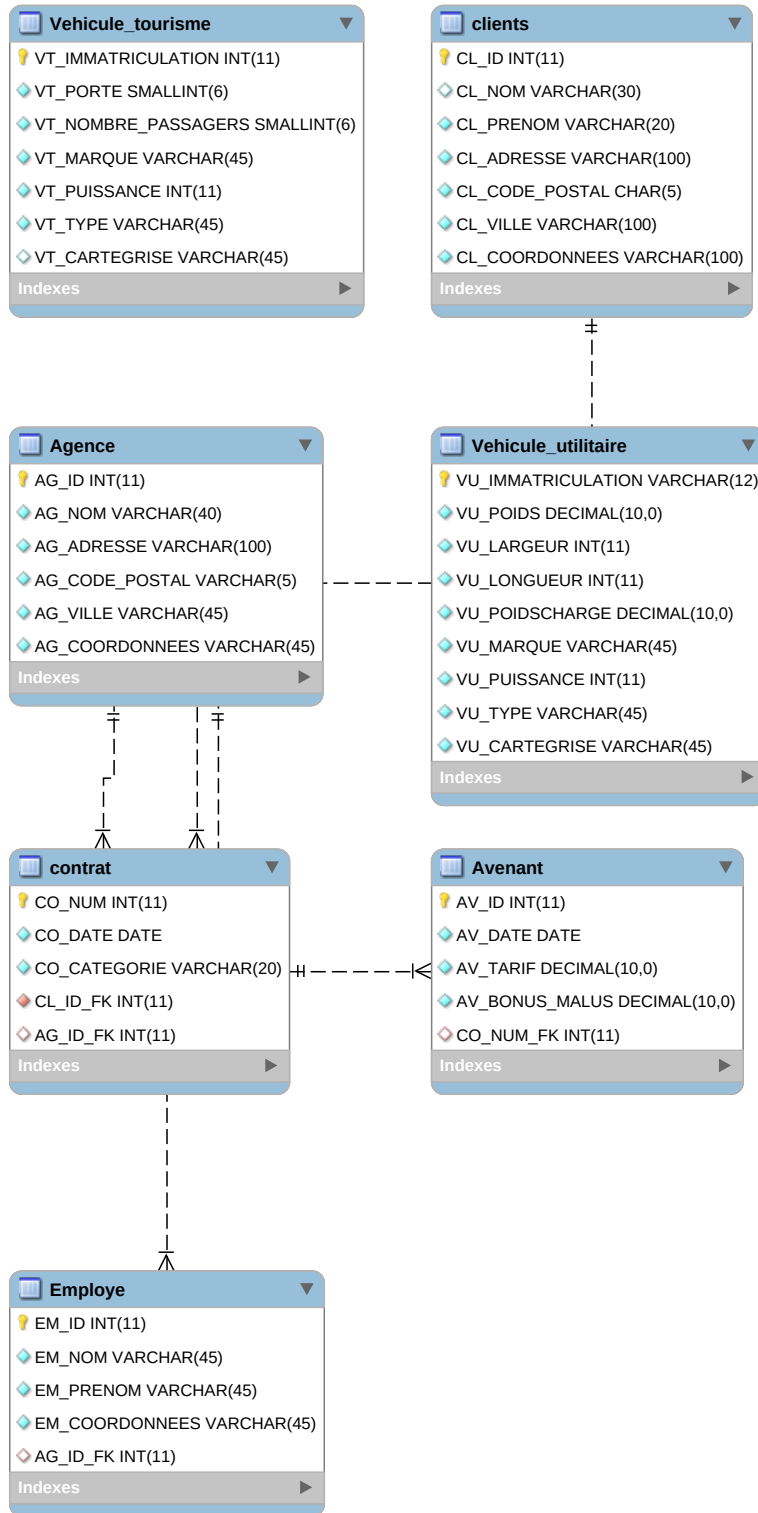 Vehicule_tourisme
VT_IMMATRICULATION INT(11)
VT_PORTE SMALLINT(6)
VT_NOMBRE_PASSAGERS SMALLINT(6)
VT_MARQUE VARCHAR(45)
VT_PUISSANCE INT(11)
VT_TYPE VARCHAR(45)
VT_CARTEGRISE VARCHAR(45)
Indexes
clients
CL_ID INT(11)
CL_NOM VARCHAR(30)
CL_PRENOM VARCHAR(20)
CL_ADRESSE VARCHAR(100)
CL_CODE_POSTAL CHAR(5)
CL_VILLE VARCHAR(100)
CL_COORDONNEES VARCHAR(100)
Indexes
Agence
AG_ID INT(11)
AG_NOM VARCHAR(40)
AG_ADRESSE VARCHAR(100)
AG_CODE_POSTAL VARCHAR(5)
AG_VILLE VARCHAR(45)
AG_COORDONNEES VARCHAR(45)
Indexes
Vehicule_utilitaire
VU_IMMATRICULATION VARCHAR(12)
VU_POIDS DECIMAL(10,0)
VU_LARGEUR INT(11)
VU_LONGUEUR INT(11)
VU_POIDSCHARGE DECIMAL(10,0)
VU_MARQUE VARCHAR(45)
VU_PUISSANCE INT(11)
VU_TYPE VARCHAR(45)
VU_CARTEGRISE VARCHAR(45)
Indexes
contrat
CO_NUM INT(11)
CO_DATE DATE
CO_CATEGORIE VARCHAR(20)
CL_ID_FK INT(11)
AG_ID_FK INT(11)
Indexes
Avenant
AV_ID INT(11)
AV_DATE DATE
AV_TARIF DECIMAL(10,0)
AV_BONUS_MALUS DECIMAL(10,0)
CO_NUM_FK INT(11)
Indexes
Employe
EM_ID INT(11)
EM_NOM VARCHAR(45)
EM_PRENOM VARCHAR(45)
EM_COORDONNEES VARCHAR(45)
AG_ID_FK INT(11)
Indexes